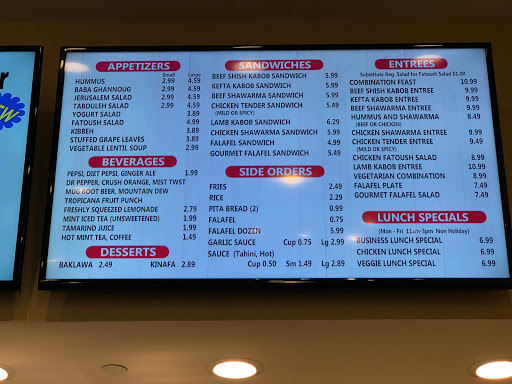 r
w
APPETIZERS
Small Large
HUMMUS 2.99 4.59
BABA GHANNOUG 2.99 4.59
JERUSALEM SALAD 2.99 4.59
TABOULEH SALAD 2.99 4.59
YOGURT SALAD 3.89
FATOUSH SALAD 4.99
KIBBEH 3.89
STUFFED GRAPE LEAVES 3.89
VEGETABLE LENTIL SOUP 2.99
BEVERAGES
PEPSI, DIET PEPSI, GINGER ALE 1.99
DR PEPPER, CRUSH ORANGE, MIST TWST
MUG ROOT BEER, MOUNTAIN DEW
TROPICANA FRUIT PUNCH
FRESHLY SQUEEZED LEMONADE 2.79
MINT ICED TEA (UNSWEETENED) 1.99
TAMARIND JUICE 1.99
HOT MINT TEA, COFFEE 1.49
DESSERTS
BAKLAWA 2.49 KINAFA 2.89
SANDWICHES
BEEF SHISH KABOB SANDWICH 5.99
KEFTA KABOB SANDWICH 5.99
BEEF SHAWARMA SANDWICH 5.99
CHICKEN TENDER SANDWICH 5.49
(MILD OR SPICY)
LAMB KABOB SANDWICH 6.29
CHICKEN SHAWARMA SANDWICH 5.99
FALAFEL SANDWICH 4.99
GOURMET FALAFEL SANDWICH 5.49
SIDE ORDERS
FRIES 2.49
RICE 2.29
PITA BREAD (2) 0.99
FALAFEL 0.75
FALAFEL DOZEN 5.99
GARLIC SAUCE Cup 0.75 Lg 2.99
SAUCE (Tahini, Hot)
Cup 0.50 Sm 1.49 Lg 2.89
ENTREES
Substitute Reg. Salad for Fatoush Salad $1.00
COMBINATION FEAST 10.99
BEEF SHISH KABOB ENTREE 9.99
KEFTA KABOB ENTREE 9.99
BEEF SHAWARMA ENTREE 9.99
HUMMUS AND SHAWARMA 8.49
(BEEF OR CHICKEN)
CHICKEN SHAWARMA ENTREE 9.99
CHICKEN TENDER ENTREE 9.49
(MILD OR SPICY)
CHICKEN FATOUSH SALAD 8.99
LAMB KABOB ENTREE 10.99
VEGETARIAN COMBINATION 8.99
FALAFEL PLATE 7.49
GOURMET FALAFEL SALAD 7.49
LUNCH SPECIALS
(Mon - Fri 11am-3pm Non Holiday)
BUSINESS LUNCH SPECIAL 6.99
CHICKEN LUNCH SPECIAL 6.99
VEGGIE LUNCH SPECIAL 6.99